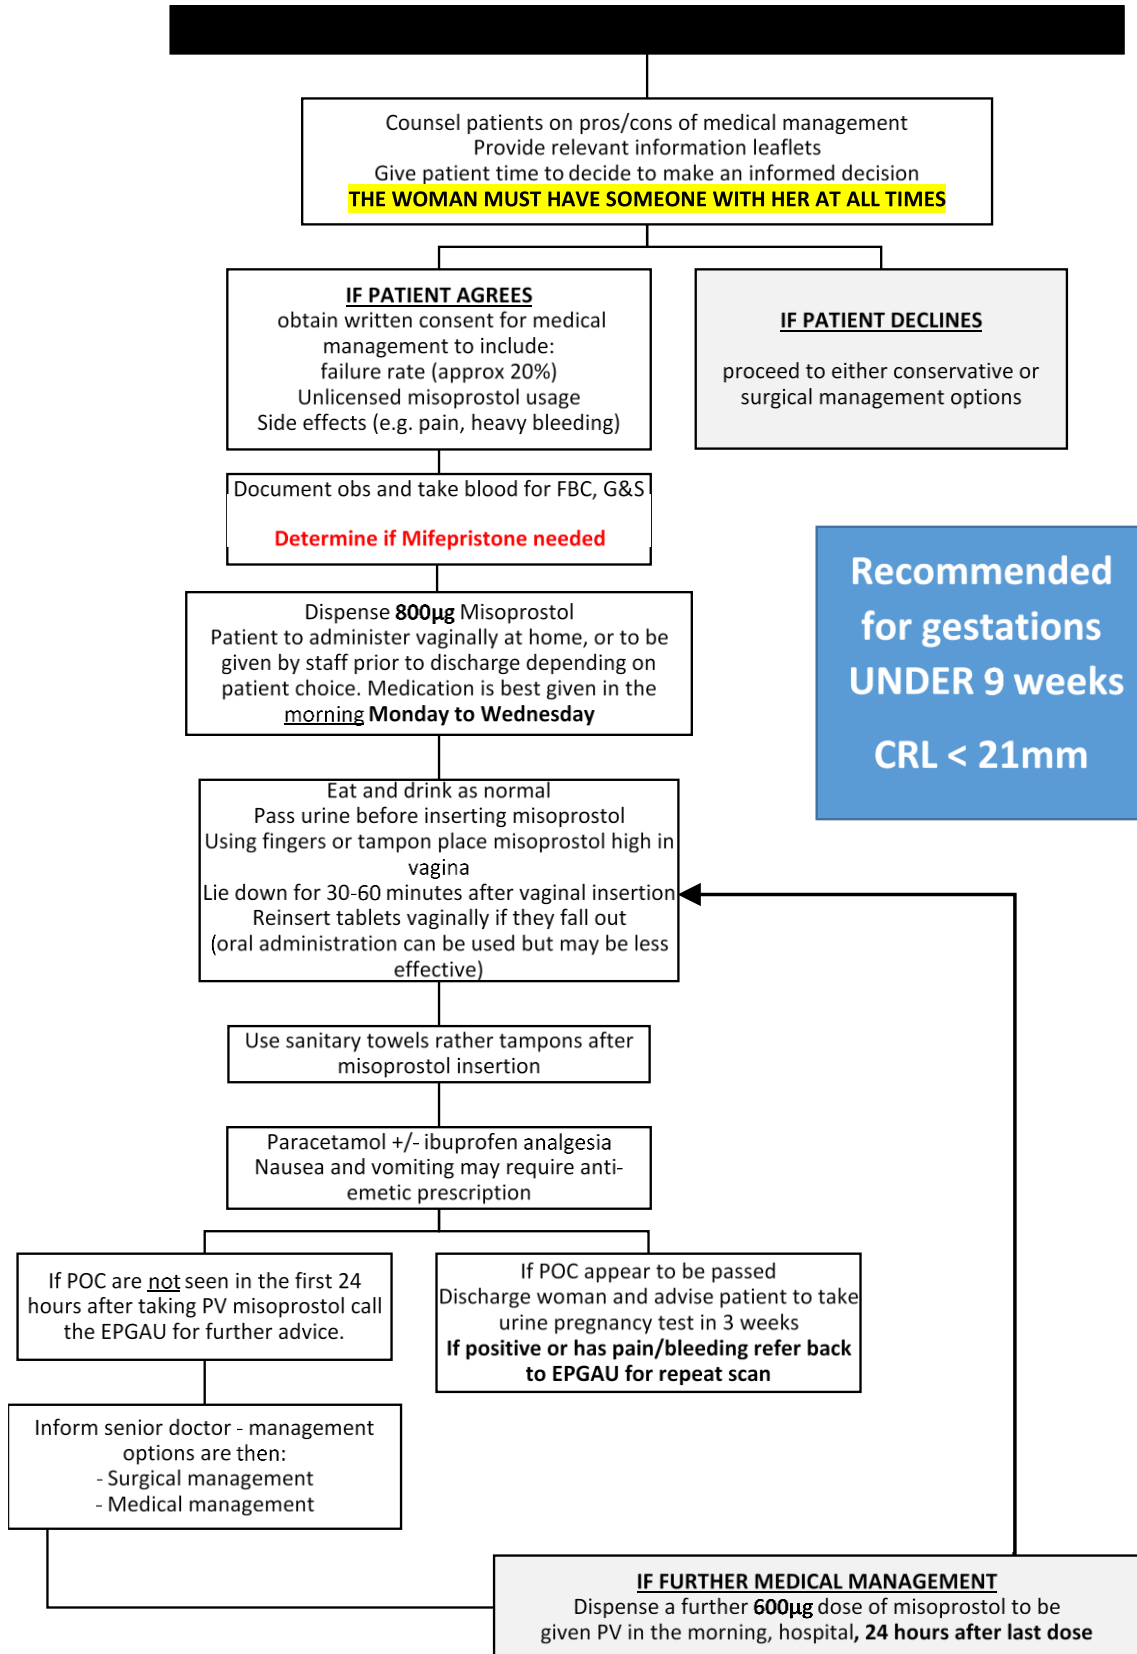 Counsel patients on pros/cons of medical management
Provide relevant information leaflets
Give patient time to decide to make an informed decision
THE WOMAN MUST HAVE SOMEONE WITH HER AT ALL TIMES
IF PATIENT AGREES
obtain written consent for medical
management to include:
failure rate (approx 20%)
Unlicensed misoprostol usage
Side effects (e.g. pain, heavy bleeding)
IF PATIENT DECLINES
proceed to either conservative or
surgical management options
Document obs and take blood for FBC, G&S
Determine if Mifepristone needed
Recommended
for gestations
UNDER 9 weeks
CRL < 21mm
Dispense 800µg Misoprostol
Patient to administer vaginally at home, or to be
given by staff prior to discharge depending on
patient choice. Medication is best given in the
morning Monday to Wednesday
Eat and drink as normal
Pass urine before inserting misoprostol
Using fingers or tampon place misoprostol high in
vagina
Lie down for 30-60 minutes after vaginal insertion
Reinsert tablets vaginally if they fall out
(oral administration can be used but may be less
effective)
Use sanitary towels rather tampons after
misoprostol insertion
Paracetamol +/- ibuprofen analgesia
Nausea and vomiting may require anti-
emetic prescription
If POC are not seen in the first 24
hours after taking PV misoprostol call
the EPGAU for further advice.
If POC appear to be passed
Discharge woman and advise patient to take
urine pregnancy test in 3 weeks
If positive or has pain/bleeding refer back
to EPGAU for repeat scan
Inform senior doctor - management
options are then:
- Surgical management
- Medical management
IF FURTHER MEDICAL MANAGEMENT
Dispense a further 600µg dose of misoprostol to be
given PV in the morning, hospital, 24 hours after last dose